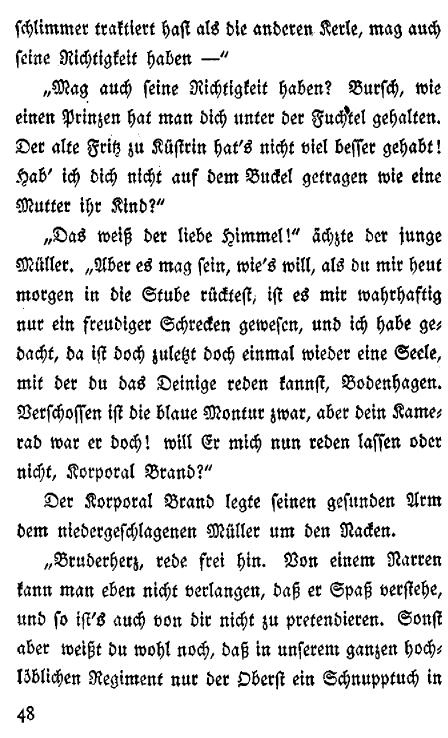 schlimmer traktiert hast als die anderen Kerle, mag auch
seine Richtigkeit haben —“
„Mag auch seine Richtigkeit haben? Bursch, wie
einen Prinzen hat man dich unter der Fuchtel gehalten.
Der alte Fritz zu Küstrin hat's nicht viel besser gehabt!
Hab' ich dich nicht auf dem Buckel getragen wie eine
Mutter ihr Kind?“
„Das weiß der liebe Himmel!“ ächzte der junge
Müller. „Aber es mag sein, wie's will, als du mir heut
morgen in die Stube rücktest, ist es mir wahrhaftig
nur ein freudiger Schrecken gewesen, und ich habe ge-
dacht, da ist doch zuletzt doch einmal wieder eine Seele,
mit der du das Deinige reden kannst, Bodenhagen.
Verschossen ist die blaue Montur zwar, aber dein Kame-
rad war er doch! will Er mich nun reden lassen oder
nicht, Korporal Brand?“
Der Korporal Brand legte seinen gesunden Arm
dem niedergeschlagenen Müller um den Nacken.
„Bruderherz, rede frei hin. Von einem Narren
kann man eben nicht verlangen, daß er Spaß verstehe,
und so ist's auch von dir nicht zu pretendieren. Sonst
aber weißt du wohl noch, daß in unserem ganzen hoch-
löblichen Regiment nur der Oberst ein Schnupptuch in
48